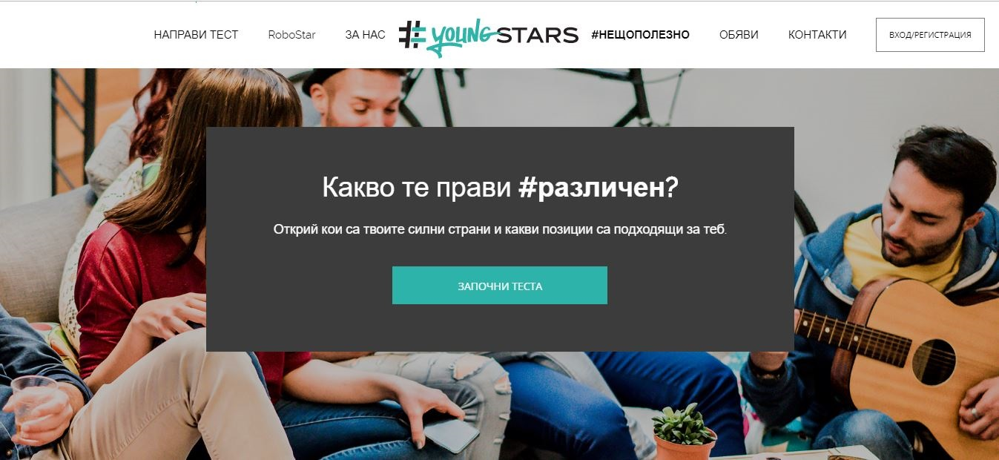 НАПРАВИ ТЕСТ RoboStar ЗА НАС #YOUNGSTARS #НЕЩОПОЛЕЗНО ОБЯВИ КОНТАКТИ ВХОД/РЕГИСТРАЦИЯ
Какво те прави #различен?
Открий кои са твоите силни страни и какви позиции са подходящи за теб.
ЗАПОЧНИ ТЕСТА